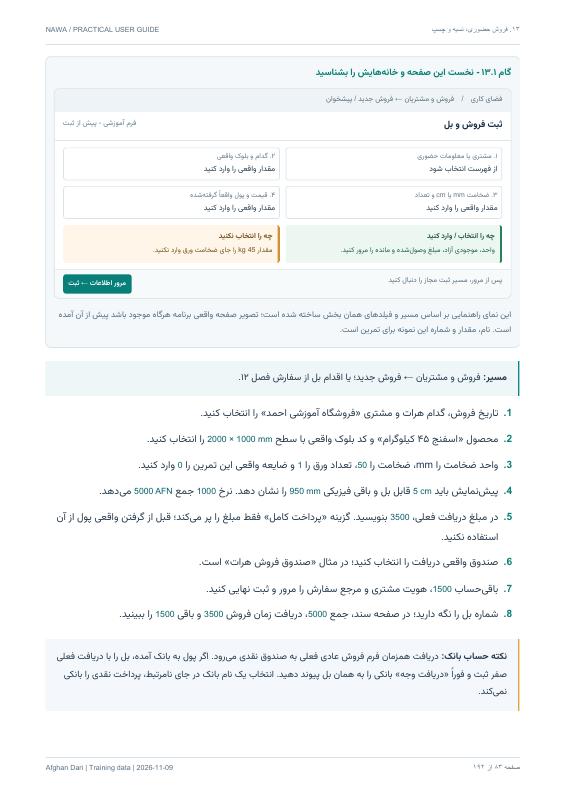 NAWA / PRACTICAL USER GUIDE
۱۳. فروش حضوری، نسیه و چسپ
گام ۱۳.۱ - نخست این صفحه و خانه‌هایش را بشناسید
فضای کاری / فروش و مشتریان ← فروش جدید / پیشخوان
ثبت فروش و بل
فرم آموزشی - پیش از ثبت
۱. مشتری یا معلومات حضوری
از فهرست انتخاب شود
۲. گدام و بلوک واقعی
مقدار واقعی را وارد کنید
۳. ضخامت mm یا cm و تعداد
مقدار واقعی را وارد کنید
۴. قیمت و پول واقعاً گرفته‌شده
مقدار واقعی را وارد کنید
چه را انتخاب / وارد کنید
واحد، موجودی آزاد، مبلغ وصول‌شده و مانده را مرور کنید.
چه را انتخاب نکنید
مقدار 45 kg را جای ضخامت ورق وارد نکنید.
پس از مرور، مسیر ثبت مجاز را دنبال کنید
مرور اطلاعات ← ثبت
این نمای راهنمایی بر اساس مسیر و فیلدهای همان بخش ساخته شده است؛ تصویر صفحه واقعی برنامه هرگاه موجود باشد پیش از آن آمده
است. نام، مقدار و شماره این نمونه برای تمرین است.
مسیر: فروش و مشتریان ← فروش جدید؛ یا اقدام بل از سفارش فصل ۱۲.
1. تاریخ فروش، گدام هرات و مشتری «فروشگاه آموزشی احمد» را انتخاب کنید.
2. محصول «اسفنج ۴۵ کیلوگرام» و کد بلوک واقعی با سطح 2000 × 1000 mm را انتخاب کنید.
3. واحد ضخامت را mm، ضخامت را 50، تعداد ورق را 1 و ضایعه واقعی این تمرین را 0 وارد کنید.
4. پیش‌نمایش باید 5 cm قابل بل و باقی فیزیکی 950 mm را نشان دهد. نرخ 1000 جمع 5000 AFN می‌دهد.
5. در مبلغ دریافت فعلی، 3500 بنویسید. گزینه «پرداخت کامل» فقط مبلغ را پر می‌کند؛ قبل از گرفتن واقعی پول از آن
استفاده نکنید.
6. صندوق واقعی دریافت را انتخاب کنید؛ در مثال «صندوق فروش هرات» است.
7. باقی‌حساب 1500، هویت مشتری و مرجع سفارش را مرور و ثبت نهایی کنید.
8. شماره بل را نگه دارید؛ در صفحه سند، جمع 5000، دریافت زمان فروش 3500 و باقی 1500 را ببینید.
نکته حساب بانک: دریافت همزمان فرم فروش عادی فعلی به صندوق نقدی می‌رود. اگر پول به بانک آمده، بل را با دریافت فعلی
صفر ثبت و فوراً «دریافت وجه» بانکی را به همان بل پیوند دهید. انتخاب یک نام بانک در جای نامرتبط، پرداخت نقدی را بانکی
نمی‌کند.
Afghan Dari | Training data | 2026-11-09
صفحه ۸۳ از ۱۹۴